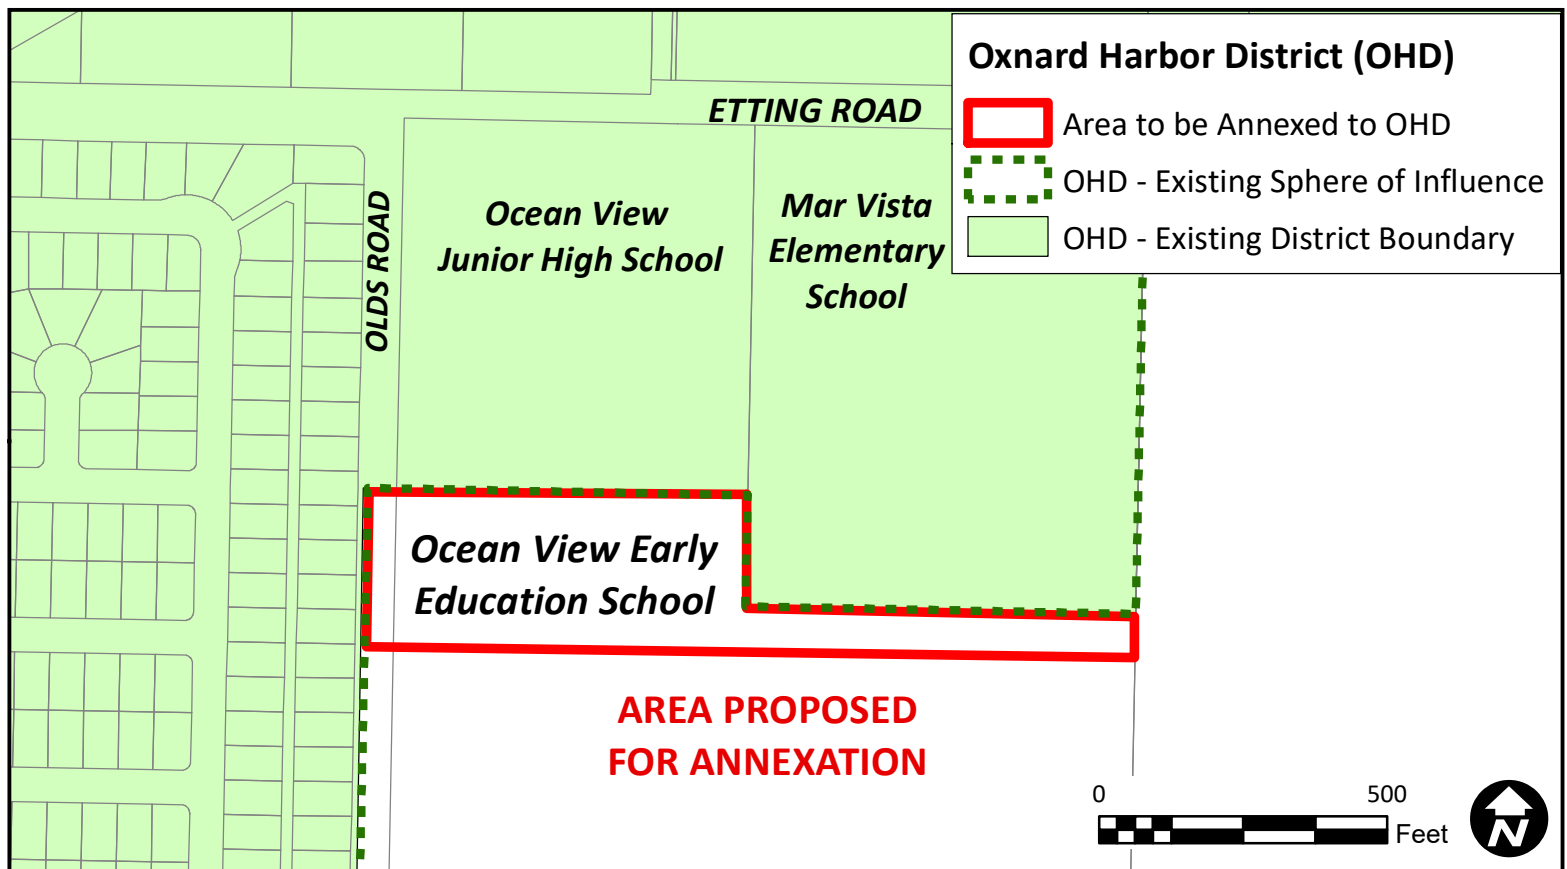 Oxnard Harbor District (OHD)
Area to be Annexed to OHD
OHD - Existing Sphere of Influence
OHD - Existing District Boundary
ETTING ROAD
OLDS ROAD
Ocean View
Junior High School
Mar Vista
Elementary
School
Ocean View Early
Education School
AREA PROPOSED
FOR ANNEXATION
0 500
Feet
N